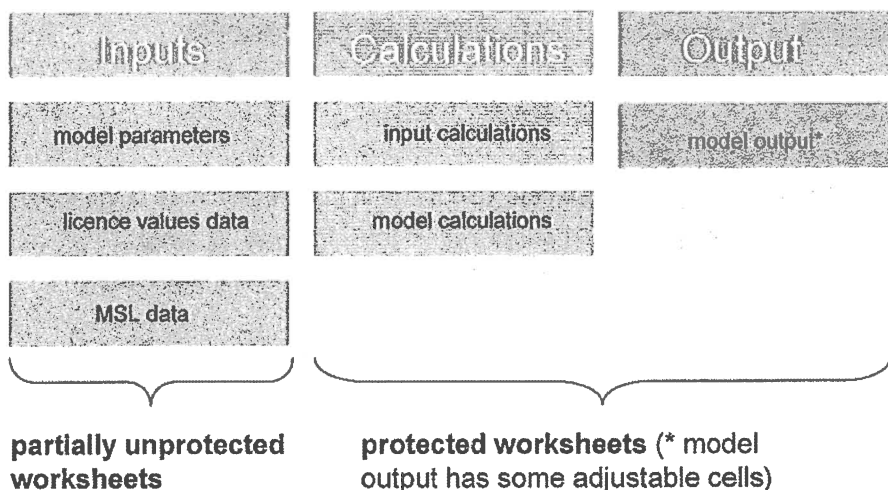 Inputs
Calculations
Output
model parameters
input calculations
model output*
licence values data
model calculations
MSL data
partially unprotected
worksheets
protected worksheets (* model
output has some adjustable cells)